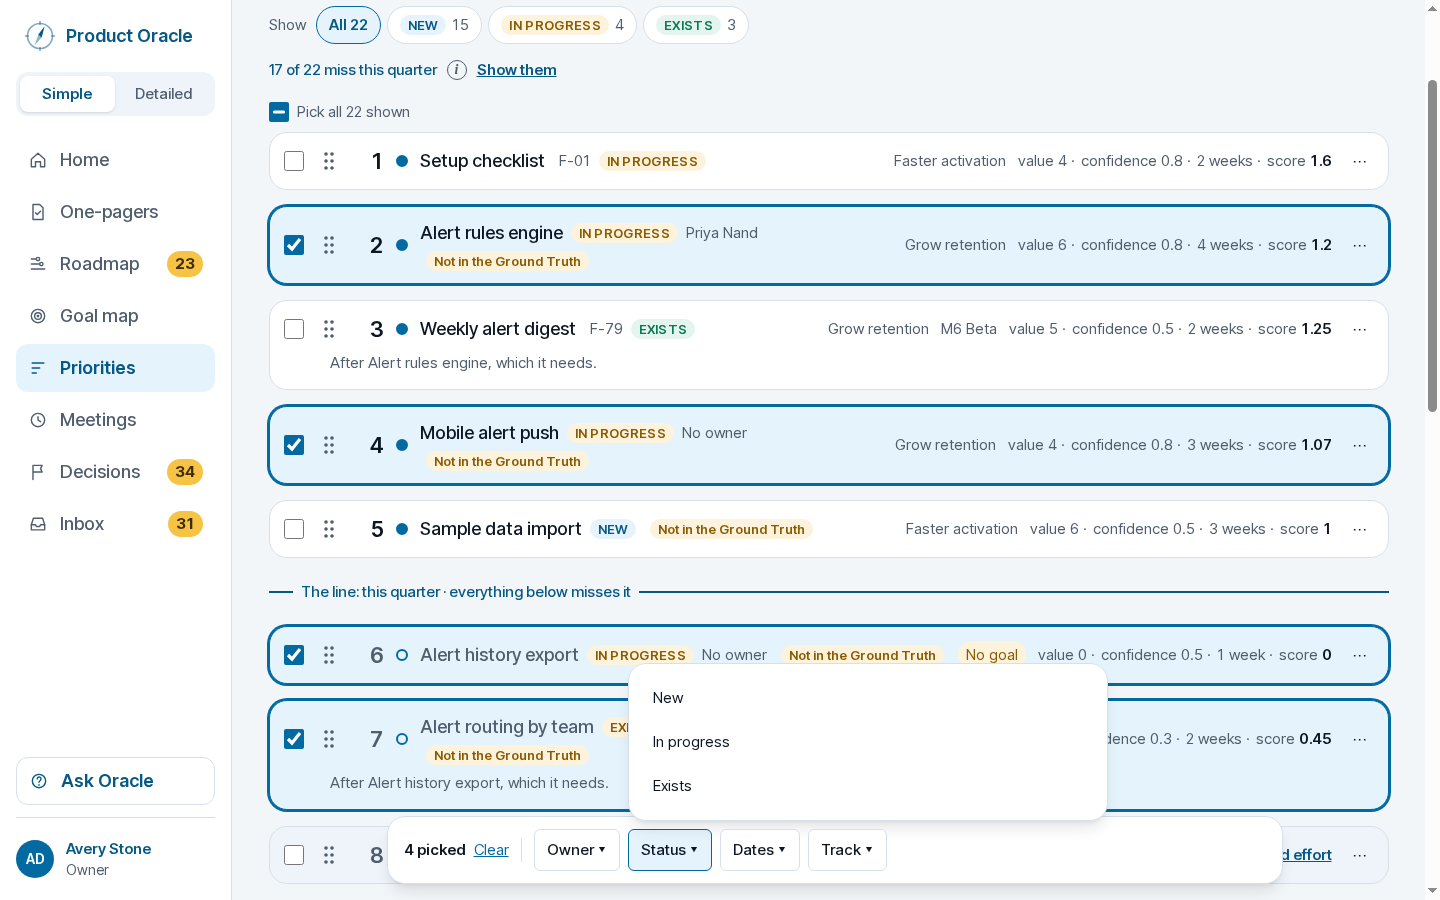 Product Oracle
Simple
Detailed
Home
One-pagers
Roadmap 23
Goal map
Priorities
Meetings
Decisions 34
Inbox 31
Ask Oracle
AD
Avery Stone
Owner
Show All 22 NEW 15 IN PROGRESS 4 EXISTS 3
17 of 22 miss this quarter i Show them
Pick all 22 shown
1 Setup checklist F-01 IN PROGRESS Faster activation value 4 · confidence 0.8 · 2 weeks · score 1.6 ···
2 Alert rules engine IN PROGRESS Priya Nand Grow retention value 6 · confidence 0.8 · 4 weeks · score 1.2 ···
Not in the Ground Truth
3 Weekly alert digest F-79 EXISTS Grow retention M6 Beta value 5 · confidence 0.5 · 2 weeks · score 1.25 ···
After Alert rules engine, which it needs.
4 Mobile alert push IN PROGRESS No owner Grow retention value 4 · confidence 0.8 · 3 weeks · score 1.07 ···
Not in the Ground Truth
5 Sample data import NEW Not in the Ground Truth Faster activation value 6 · confidence 0.5 · 3 weeks · score 1 ···
The line: this quarter · everything below misses it
6 Alert history export IN PROGRESS No owner Not in the Ground Truth No goal value 0 · confidence 0.5 · 1 week · score 0 ···
7 Alert routing by team 0.3 · 2 weeks · score 0.45 ···
Not in the Ground Truth
After Alert history export, which it needs.
New
In progress
Exists
8 effort ···
4 picked Clear Owner ▾ Status ▾ Dates ▾ Track ▾